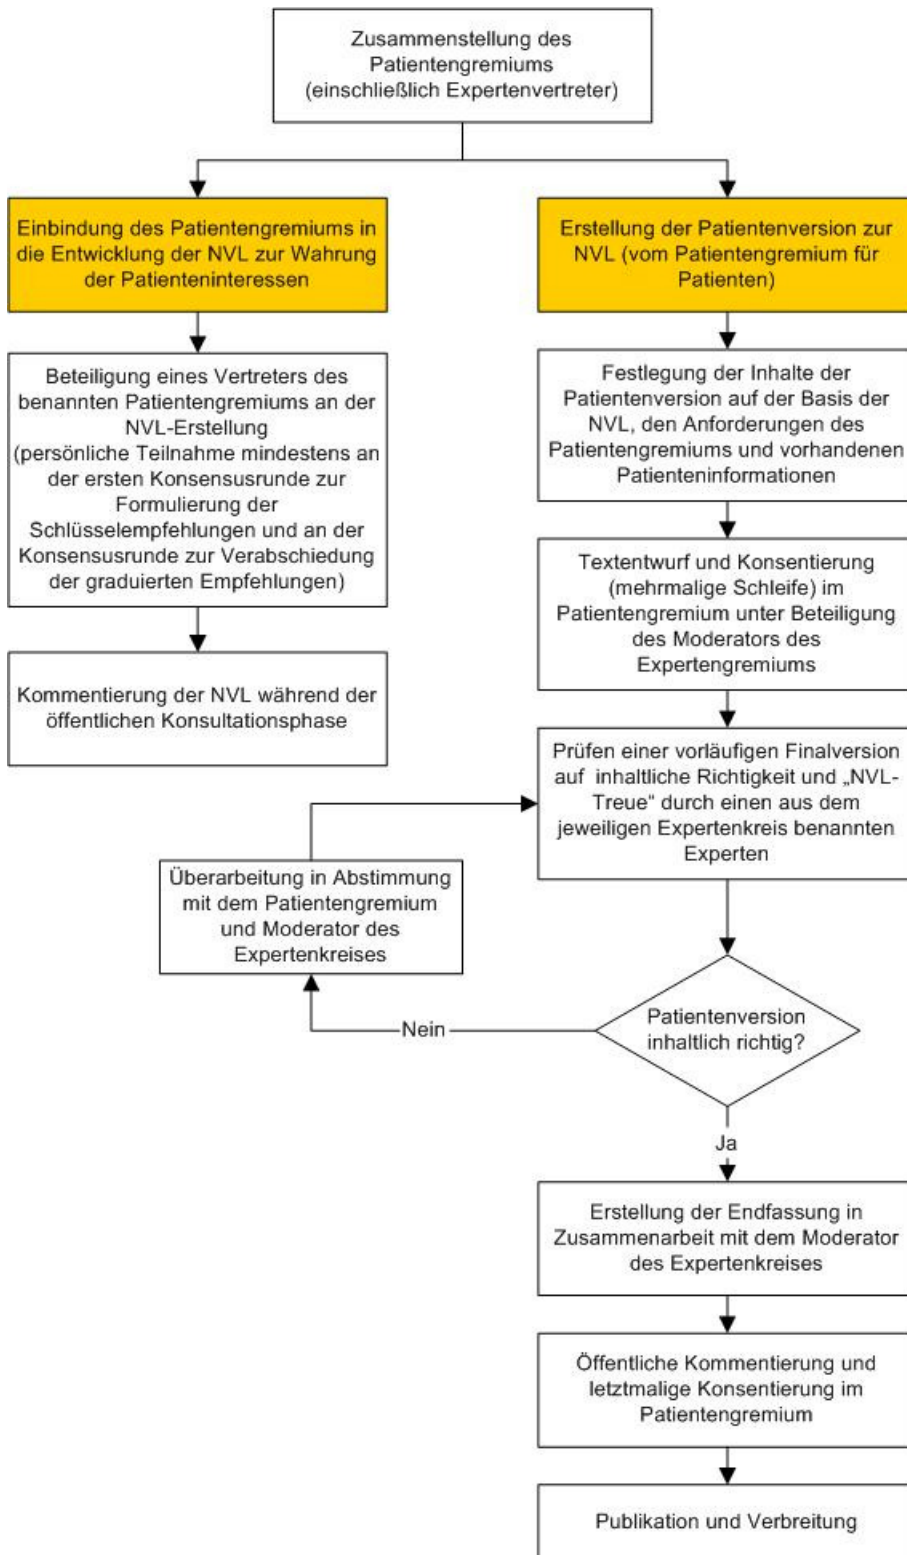 Zusammenstellung des
Patientengremiums
(einschließlich Expertenvertreter)
Einbindung des Patientengremiums in
die Entwicklung der NVL zur Wahrung
der Patienteninteressen
Beteiligung eines Vertreters des
benannten Patientengremiums an der
NVL-Erstellung
(persönliche Teilnahme mindestens an
der ersten Konsensusrunde zur
Formulierung der
Schlüsselempfehlungen und an der
Konsensusrunde zur Verabschiedung
der graduierten Empfehlungen)
Kommentierung der NVL während der
öffentlichen Konsultationsphase
Erstellung der Patientenversion zur
NVL (vom Patientengremium für
Patienten)
Festlegung der Inhalte der
Patientenversion auf der Basis der
NVL, den Anforderungen des
Patientengremiums und vorhandenen
Patienteninformationen
Textentwurf und Konsentierung
(mehrmalige Schleife) im
Patientengremium unter Beteiligung
des Moderators des
Expertengremiums
Prüfen einer vorläufigen Finalversion
auf inhaltliche Richtigkeit und „NVL-
Treue“ durch einen aus dem
jeweiligen Expertenkreis benannten
Experten
Überarbeitung in Abstimmung
mit dem Patientengremium
und Moderator des
Expertenkreises
Patientenversion
inhaltlich richtig?
Nein
Ja
Erstellung der Endfassung in
Zusammenarbeit mit dem Moderator
des Expertenkreises
Öffentliche Kommentierung und
letztmalige Konsentierung im
Patientengremium
Publikation und Verbreitung